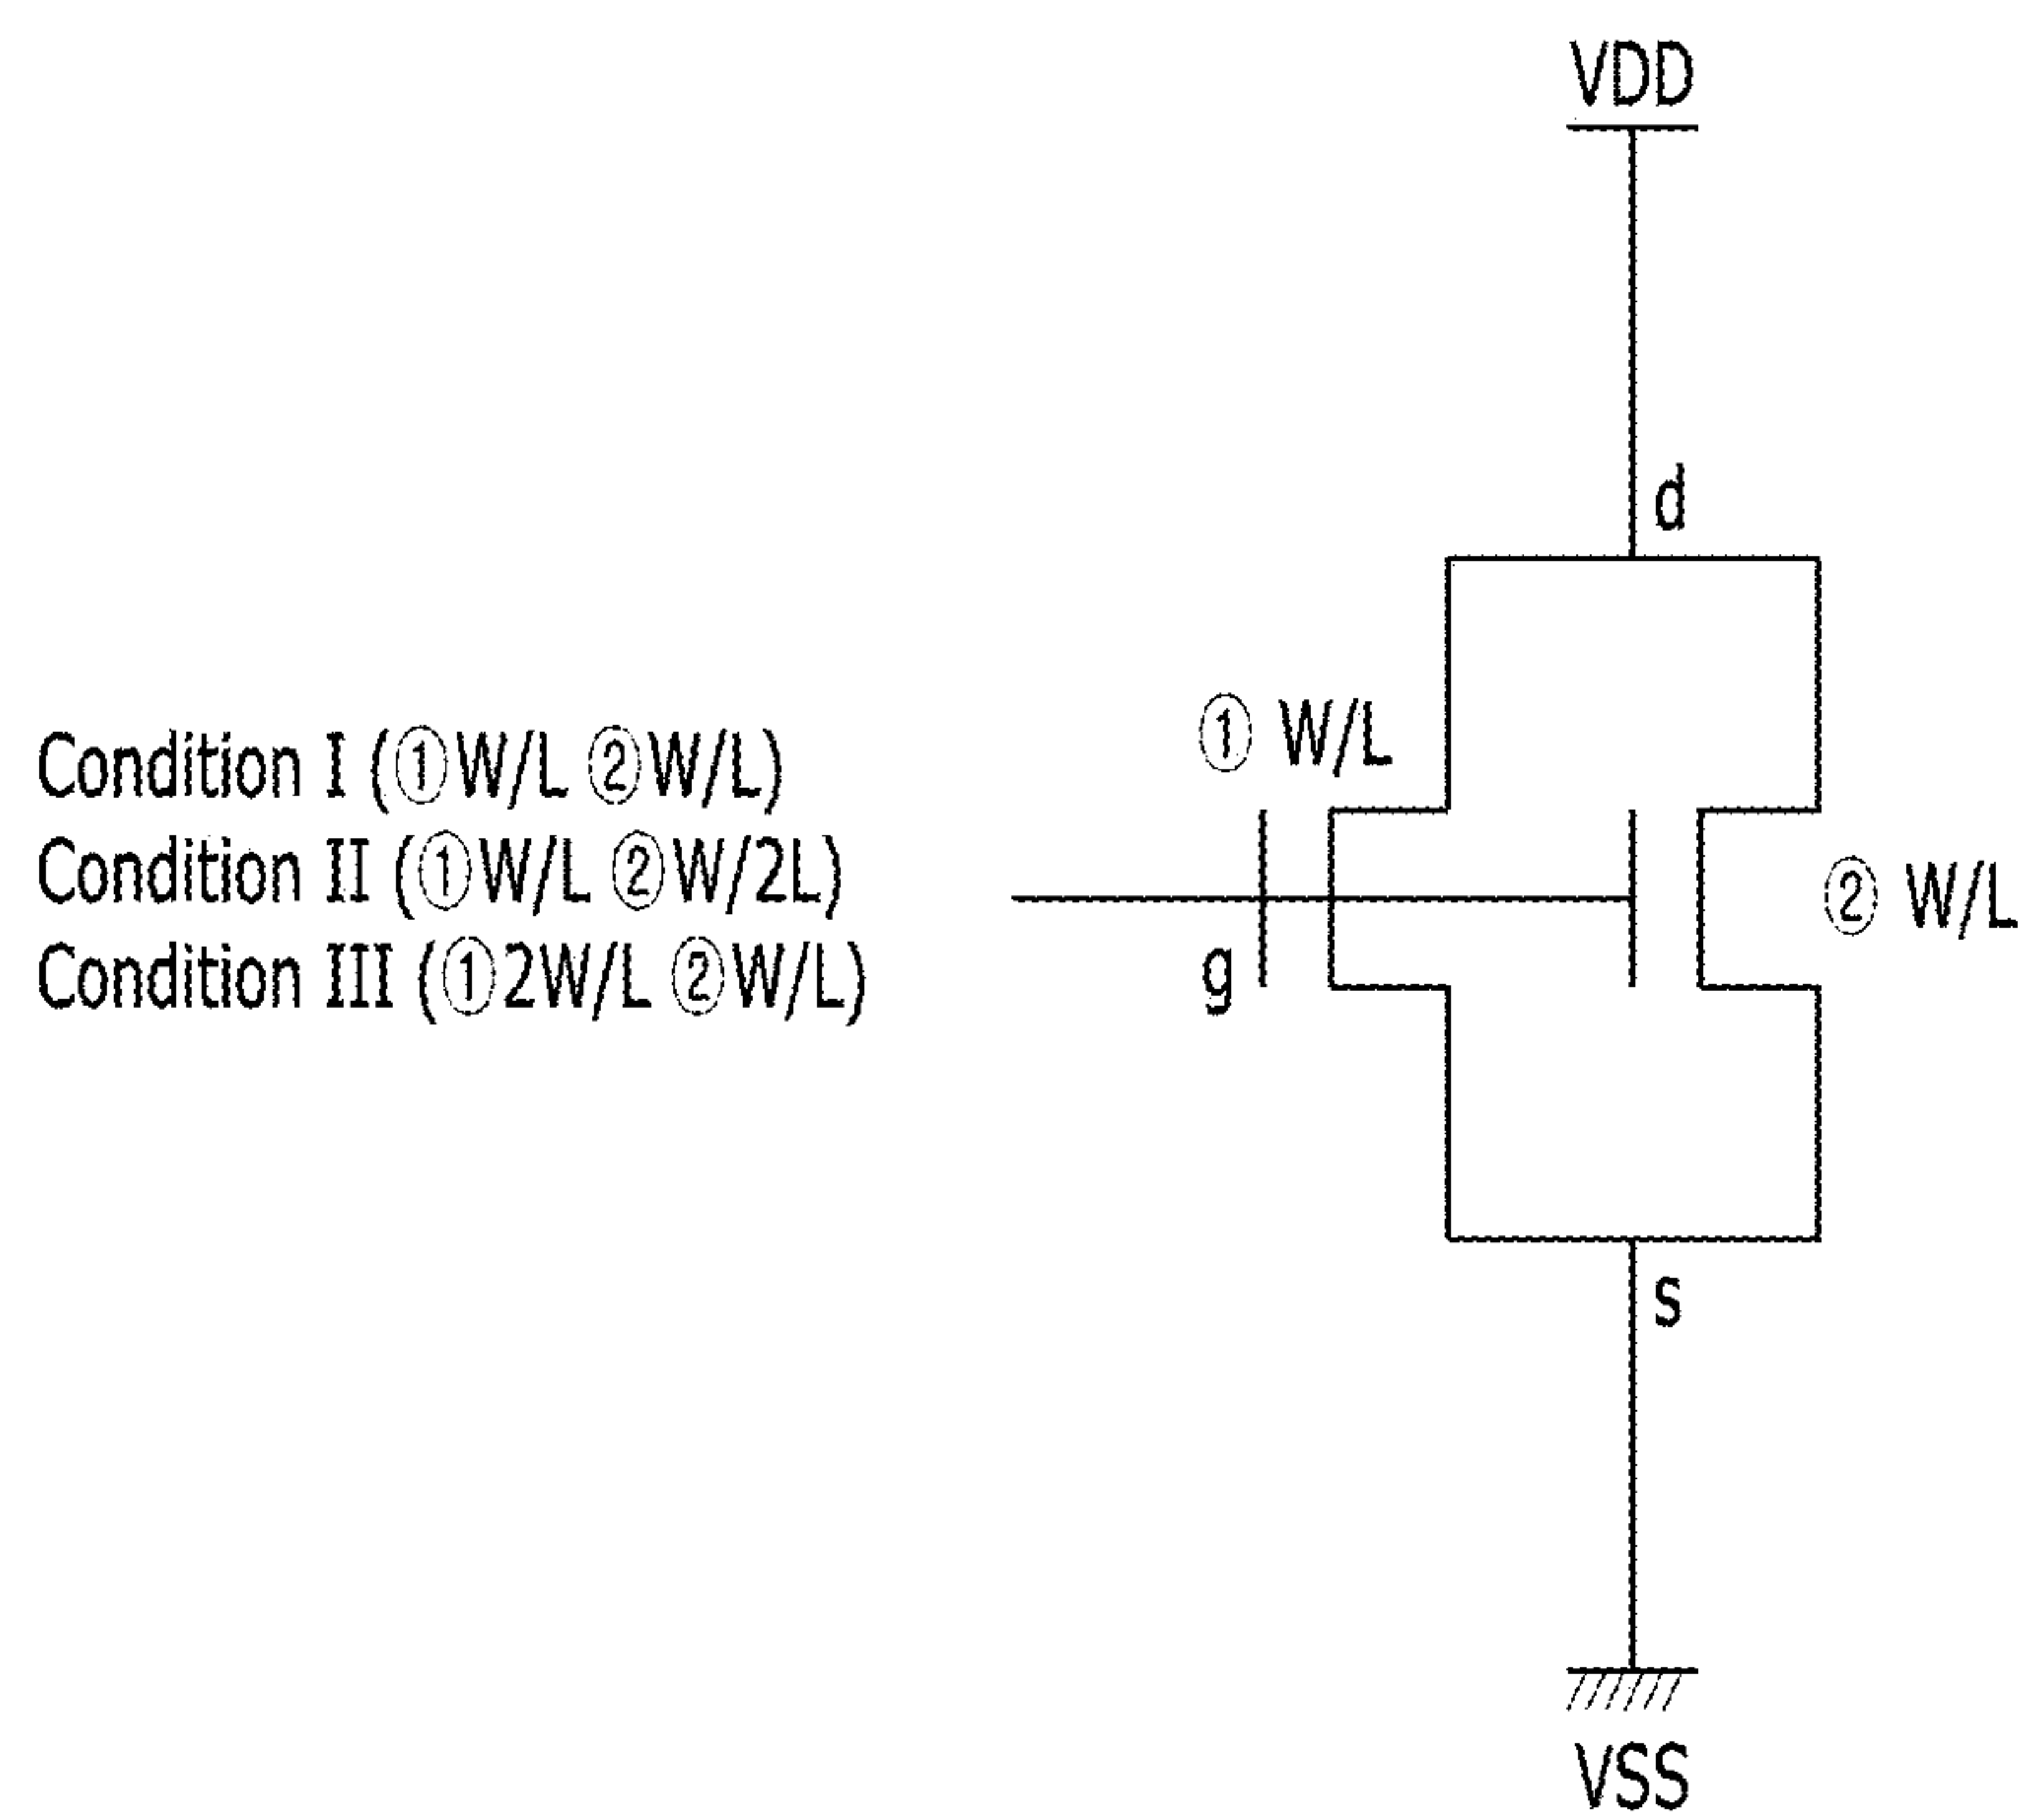 VDD
d
① W/L
Condition I (①W/L ②W/L)
Condition II (①W/L ②W/2L)
② W/L
Condition III (①2W/L ②W/L)
g
s
VSS